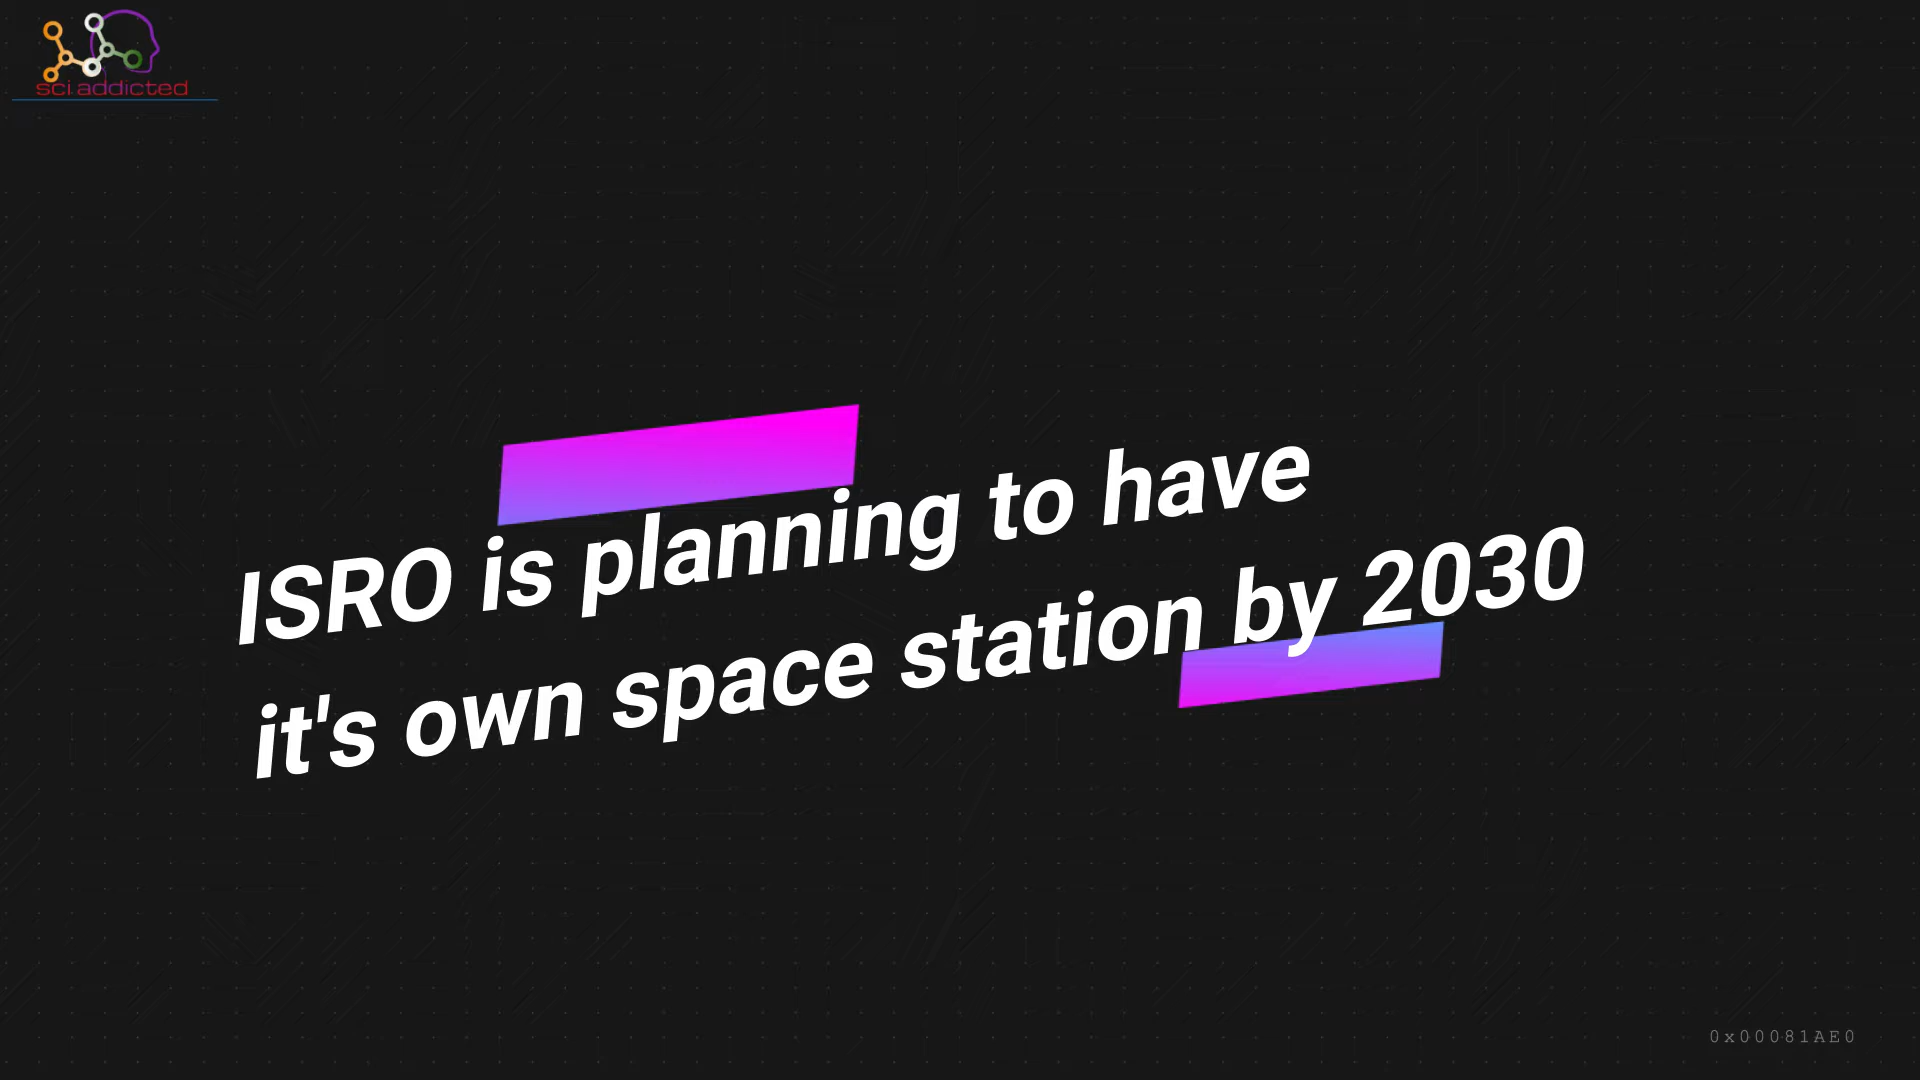 sci addicted
ISRO is planning to have
it's own space station by 2030
0x00081AE0